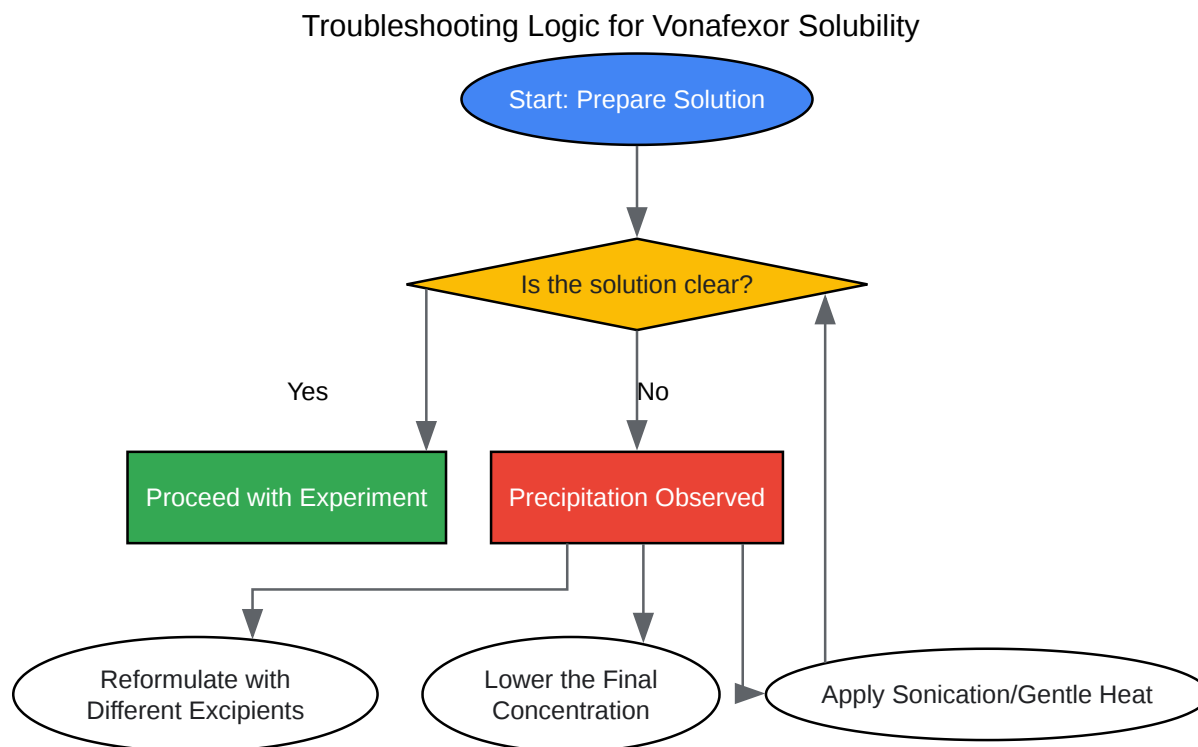 Troubleshooting Logic for Vonafexor Solubility
Start: Prepare Solution
Is the solution clear?
Yes
No
Proceed with Experiment
Precipitation Observed
Reformulate with
Different Excipients
Lower the Final
Concentration
Apply Sonication/Gentle Heat